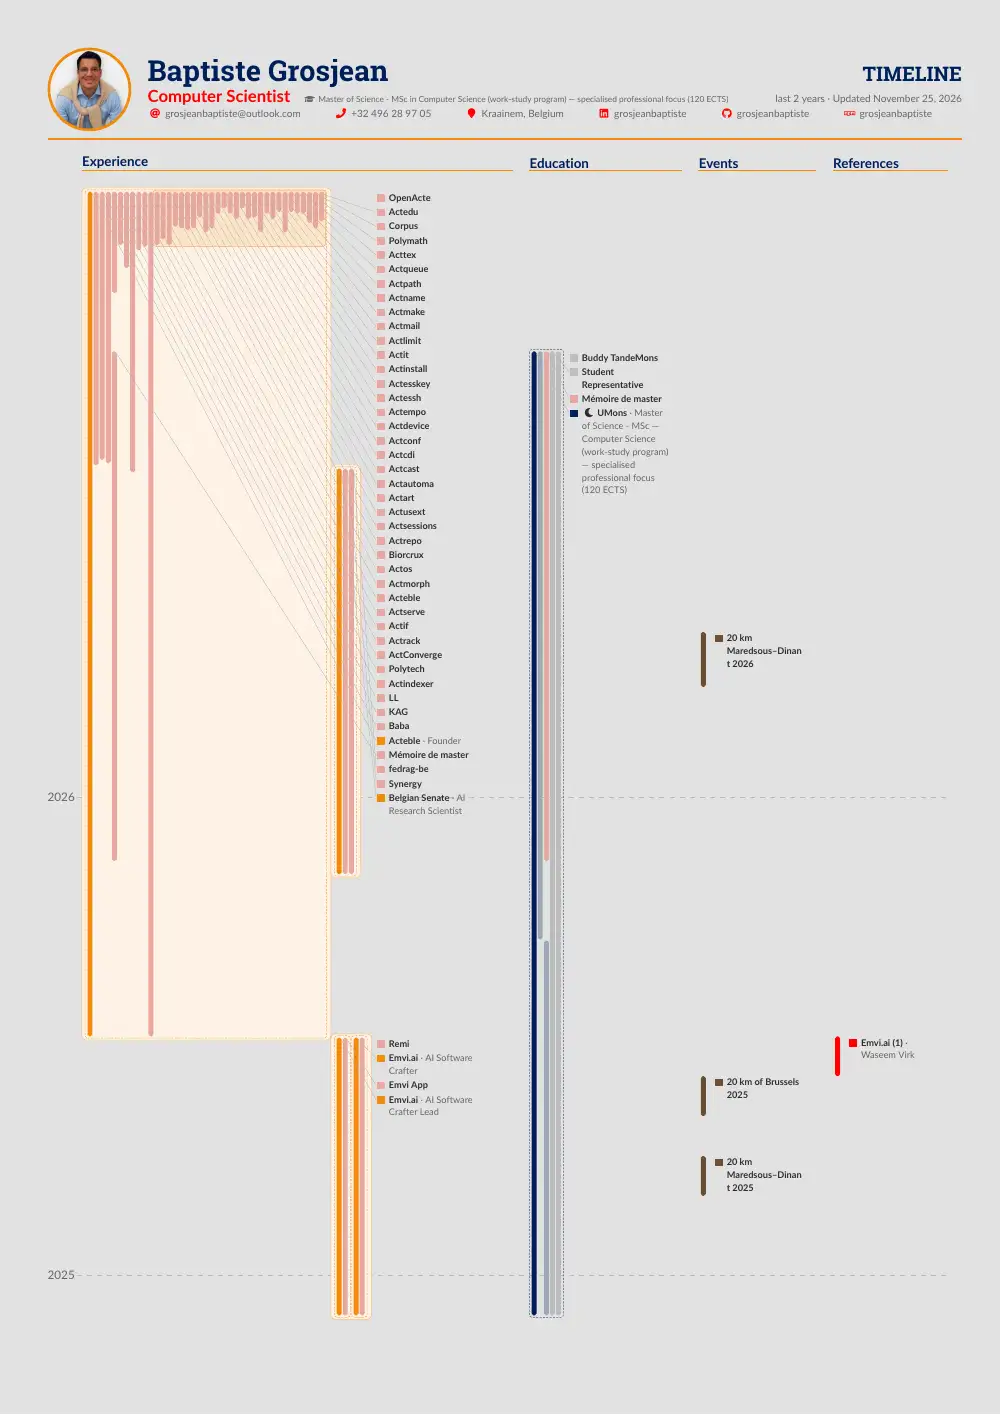 Baptiste Grosjean
TIMELINE
Computer Scientist
Master of Science - MSc in Computer Science (work-study program) — specialised professional focus (120 ECTS)
last 2 years · Updated November 25, 2026
grosjeanbaptiste@outlook.com
+32 496 28 97 05
Kraainem, Belgium
grosjeanbaptiste
grosjeanbaptiste
grosjeanbaptiste
Experience
Education
Events
References
OpenActe
Actedu
Corpus
Polymath
Acttex
Actqueue
Actpath
Actname
Actmake
Actmail
Actlimit
Actit
Actinstall
Actesskey
Actessh
Actempo
Actdevice
Actconf
Actcdi
Actcast
Actautoma
Actart
Actusext
Actsessions
Actrepo
Biorcrux
Actos
Actmorph
Acteble
Actserve
Actif
Actrack
ActConverge
Polytech
Actindexer
LL
KAG
Baba
Acteble · Founder
Mémoire de master
fedrag-be
Synergy
Belgian Senate · AI
Research Scientist
Buddy TandeMons
Student
Representative
Mémoire de master
UMons · Master
of Science - MSc —
Computer Science
(work-study program)
— specialised
professional focus
(120 ECTS)
20 km
Maredsous–Dinan
t 2026
2026
Remi
Emvi.ai · AI Software
Crafter
Emvi App
Emvi.ai · AI Software
Crafter Lead
Emvi.ai (1) ·
Waseem Virk
20 km of Brussels
2025
20 km
Maredsous–Dinan
t 2025
2025